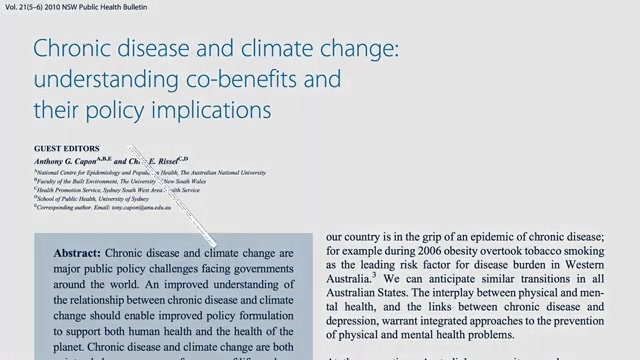 Vol. 21(5–6) 2010 NSW Public Health Bulletin
Chronic disease and climate change:
understanding co-benefits and
their policy implications
GUEST EDITORS
Anthony G. Capon A,B,E and E. Rissel C,D
A National Centre for Epidemiology and Health, The Australian National University
B Faculty of the Built Environment, The University New South Wales
C Health Promotion Service, Sydney South West Area Service
D School of Public Health, University of Sydney
E Corresponding author. Email: tony.capon@anu.edu.au
Abstract: Chronic disease and climate change are
major public policy challenges facing governments
around the world. An improved understanding of
the relationship between chronic disease and climate
change should enable improved policy formulation
to support both human health and the health of the
planet. Chronic disease and climate change are both
our country is in the grip of an epidemic of chronic disease;
for example during 2006 obesity overtook tobacco smoking
as the leading risk factor for disease burden in Western
Australia.3 We can anticipate similar transitions in all
Australian States. The interplay between physical and men-
tal health, and the links between chronic disease and
depression, warrant integrated approaches to the prevention
of physical and mental health problems.